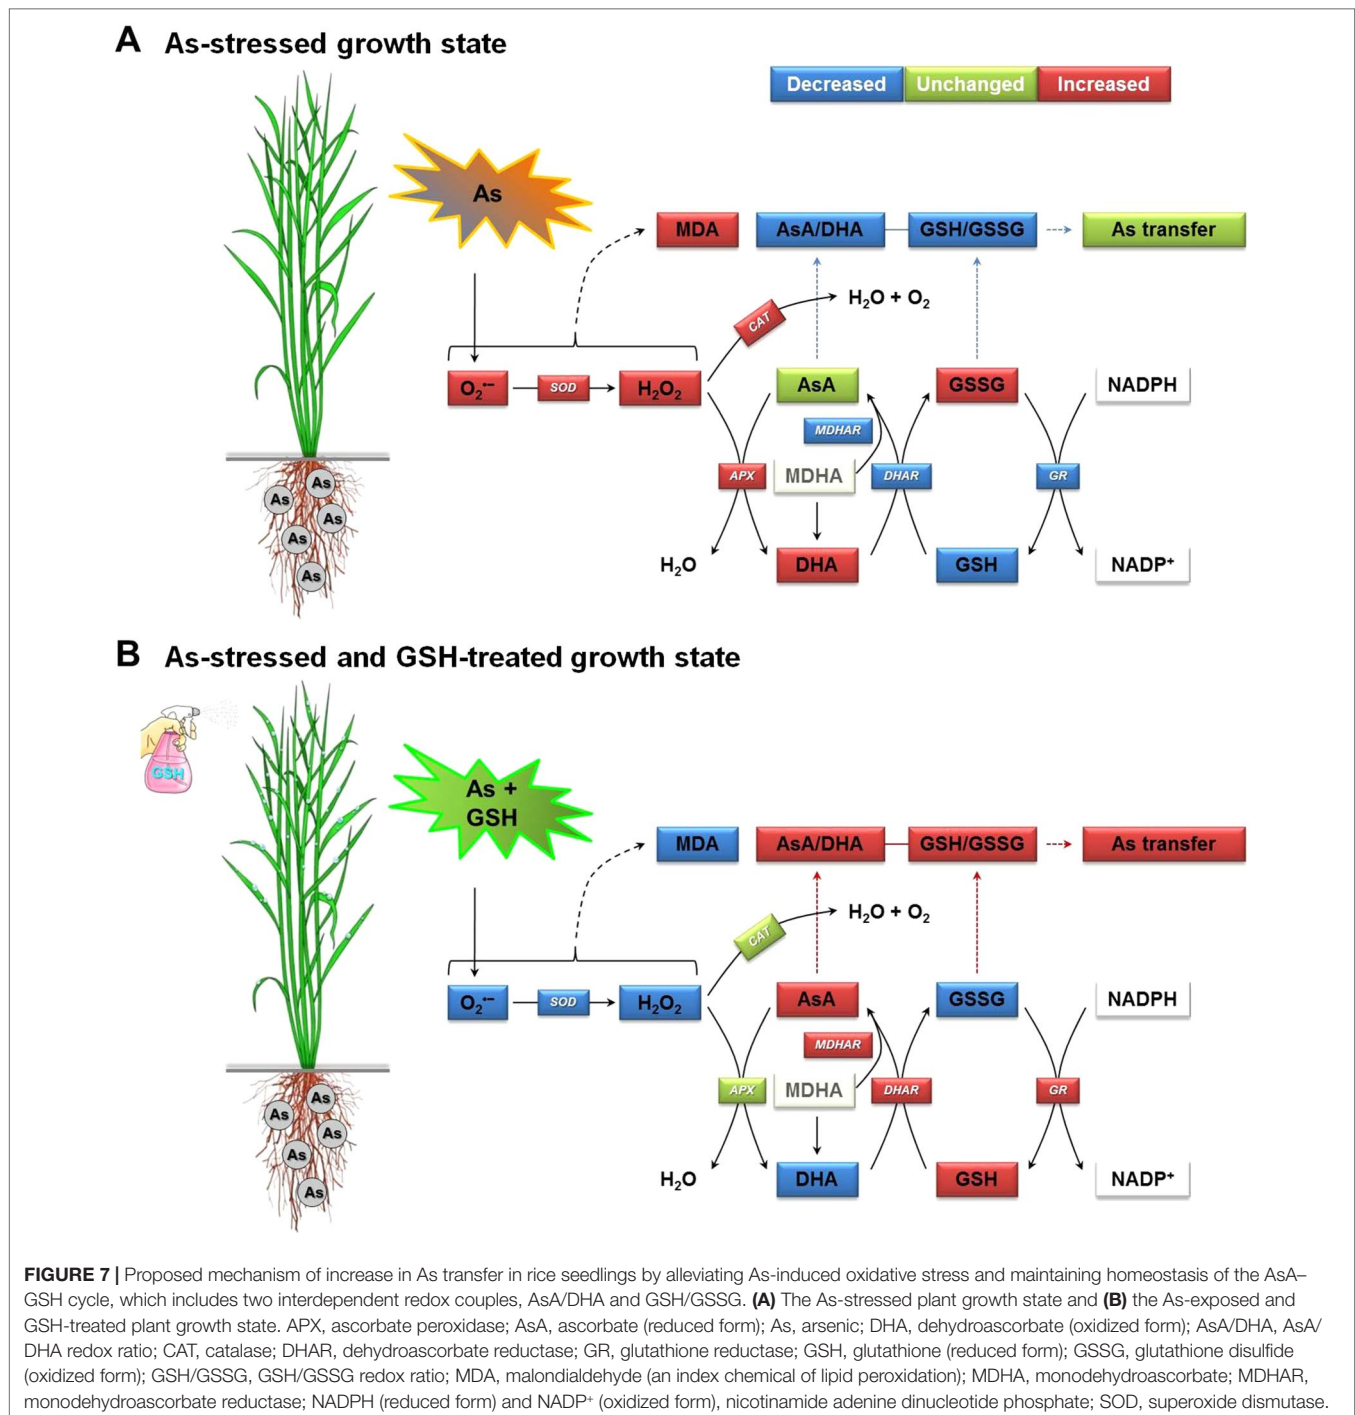 A As-stressed growth state
Decreased Unchanged Increased
As
MDA AsA/DHA GSH/GSSG As transfer
H₂O + O₂
CAT
O₂•− SOD H₂O₂ AsA GSSG NADPH
MDHAR
APX MDHA DHAR GR
H₂O DHA GSH NADP⁺
As
As
As
As
As
B As-stressed and GSH-treated growth state
GSH
As +
GSH
MDA AsA/DHA GSH/GSSG As transfer
H₂O + O₂
CAT
O₂•− SOD H₂O₂ AsA GSSG NADPH
MDHAR
APX MDHA DHAR GR
H₂O DHA GSH NADP⁺
As
As
As
As
As
FIGURE 7 | Proposed mechanism of increase in As transfer in rice seedlings by alleviating As-induced oxidative stress and maintaining homeostasis of the AsA–
GSH cycle, which includes two interdependent redox couples, AsA/DHA and GSH/GSSG. (A) The As-stressed plant growth state and (B) the As-exposed and
GSH-treated plant growth state. APX, ascorbate peroxidase; AsA, ascorbate (reduced form); As, arsenic; DHA, dehydroascorbate (oxidized form); AsA/DHA, AsA/
DHA redox ratio; CAT, catalase; DHAR, dehydroascorbate reductase; GR, glutathione reductase; GSH, glutathione (reduced form); GSSG, glutathione disulfide
(oxidized form); GSH/GSSG, GSH/GSSG redox ratio; MDA, malondialdehyde (an index chemical of lipid peroxidation); MDHA, monodehydroascorbate; MDHAR,
monodehydroascorbate reductase; NADPH (reduced form) and NADP⁺ (oxidized form), nicotinamide adenine dinucleotide phosphate; SOD, superoxide dismutase.